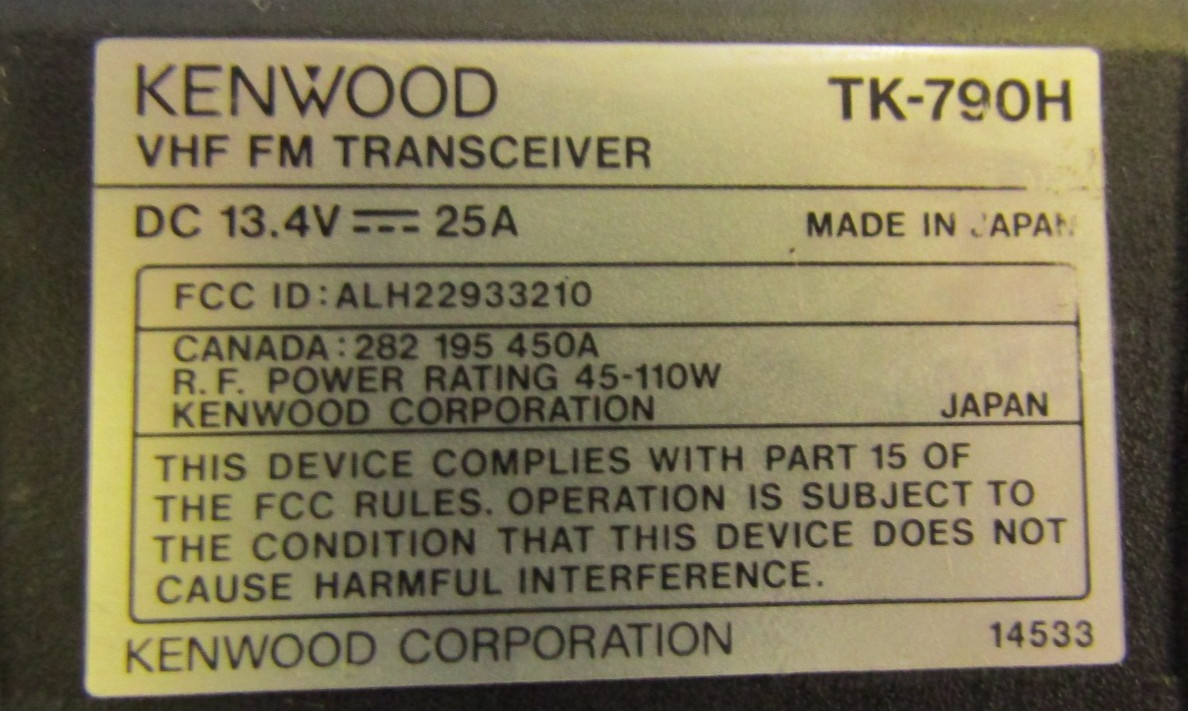 KENWOOD TK-790H
VHF FM TRANSCEIVER
DC 13.4V ⎓ 25A MADE IN JAPAN
FCC ID:ALH22933210
CANADA:282 195 450A
R.F. POWER RATING 45-110W
KENWOOD CORPORATION JAPAN
THIS DEVICE COMPLIES WITH PART 15 OF
THE FCC RULES. OPERATION IS SUBJECT TO
THE CONDITION THAT THIS DEVICE DOES NOT
CAUSE HARMFUL INTERFERENCE.
KENWOOD CORPORATION 14533